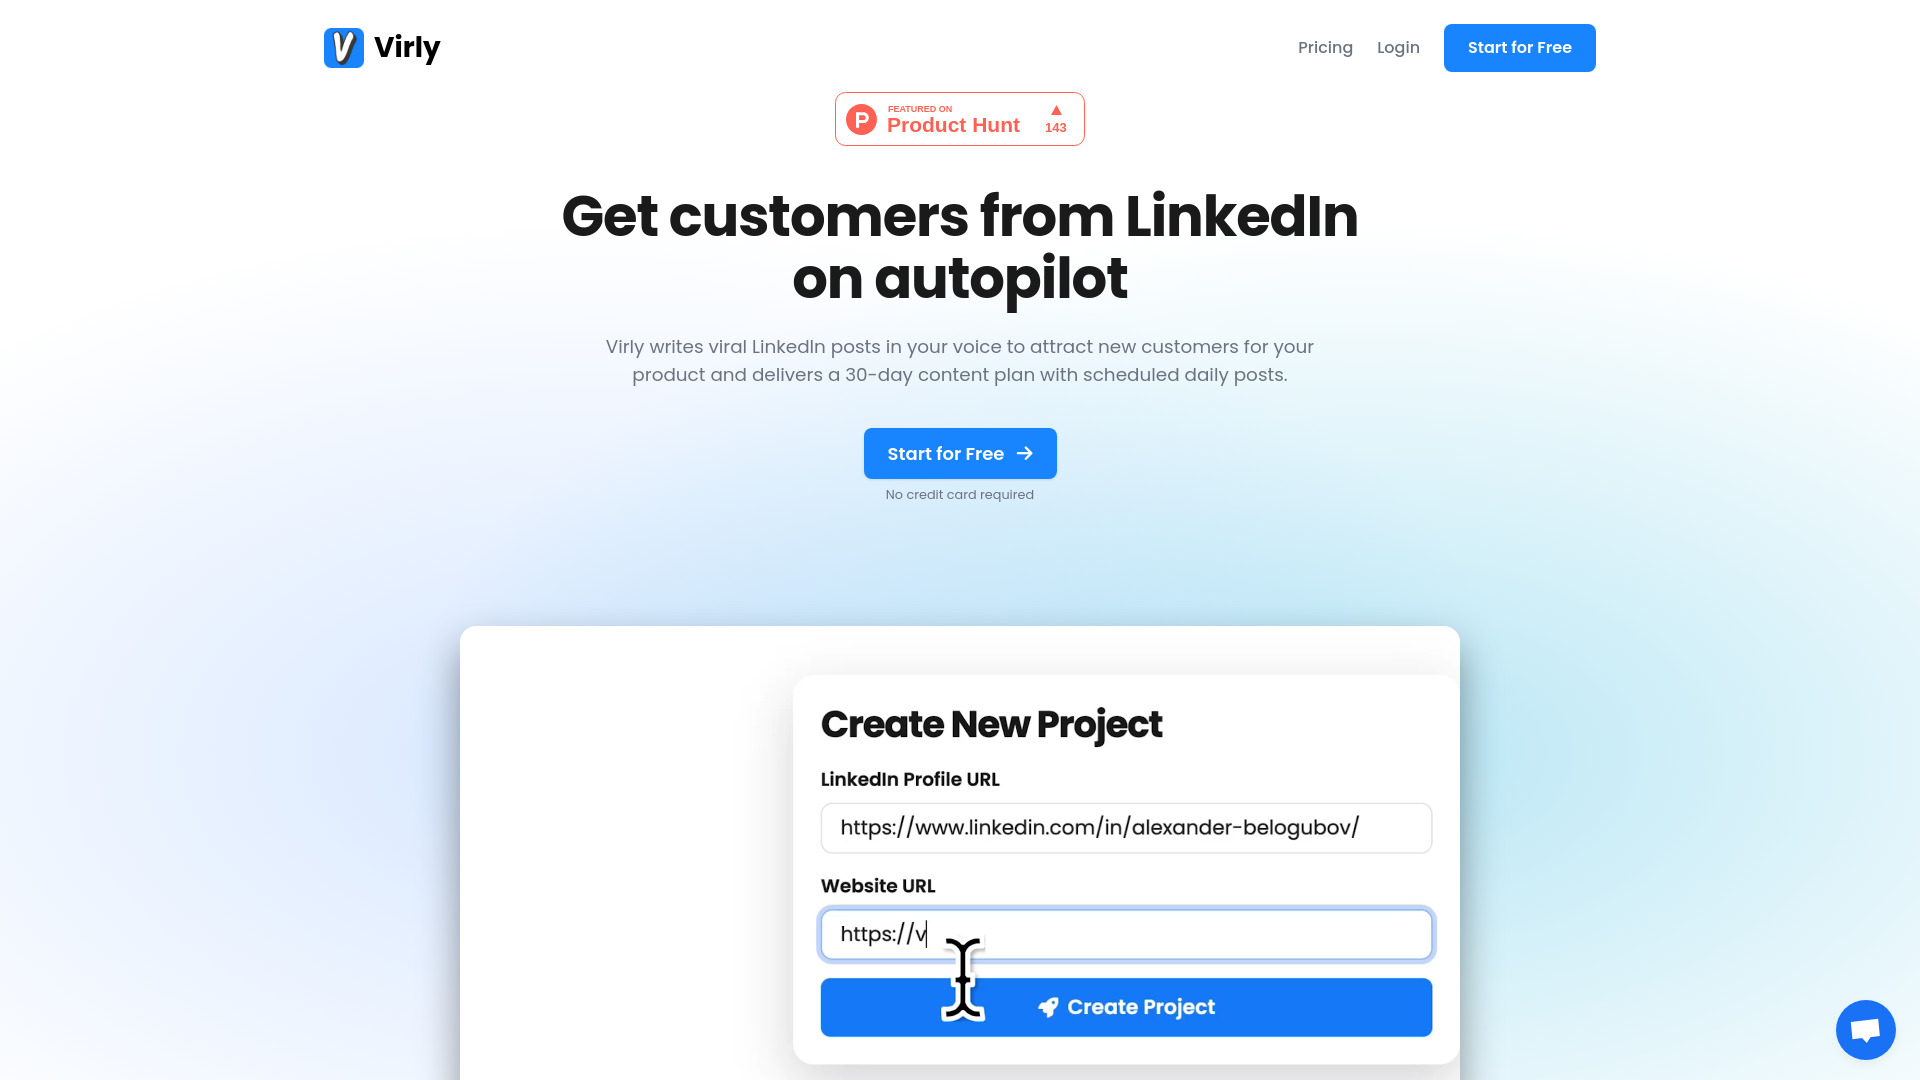 Virly
Pricing
Login
Start for Free
FEATURED ON
Product Hunt
143
Get customers from LinkedIn
on autopilot
Virly writes viral LinkedIn posts in your voice to attract new customers for your
product and delivers a 30-day content plan with scheduled daily posts.
Start for Free
No credit card required
Create New Project
LinkedIn Profile URL
https://www.linkedin.com/in/alexander-belogubov/
Website URL
https://v
Create Project